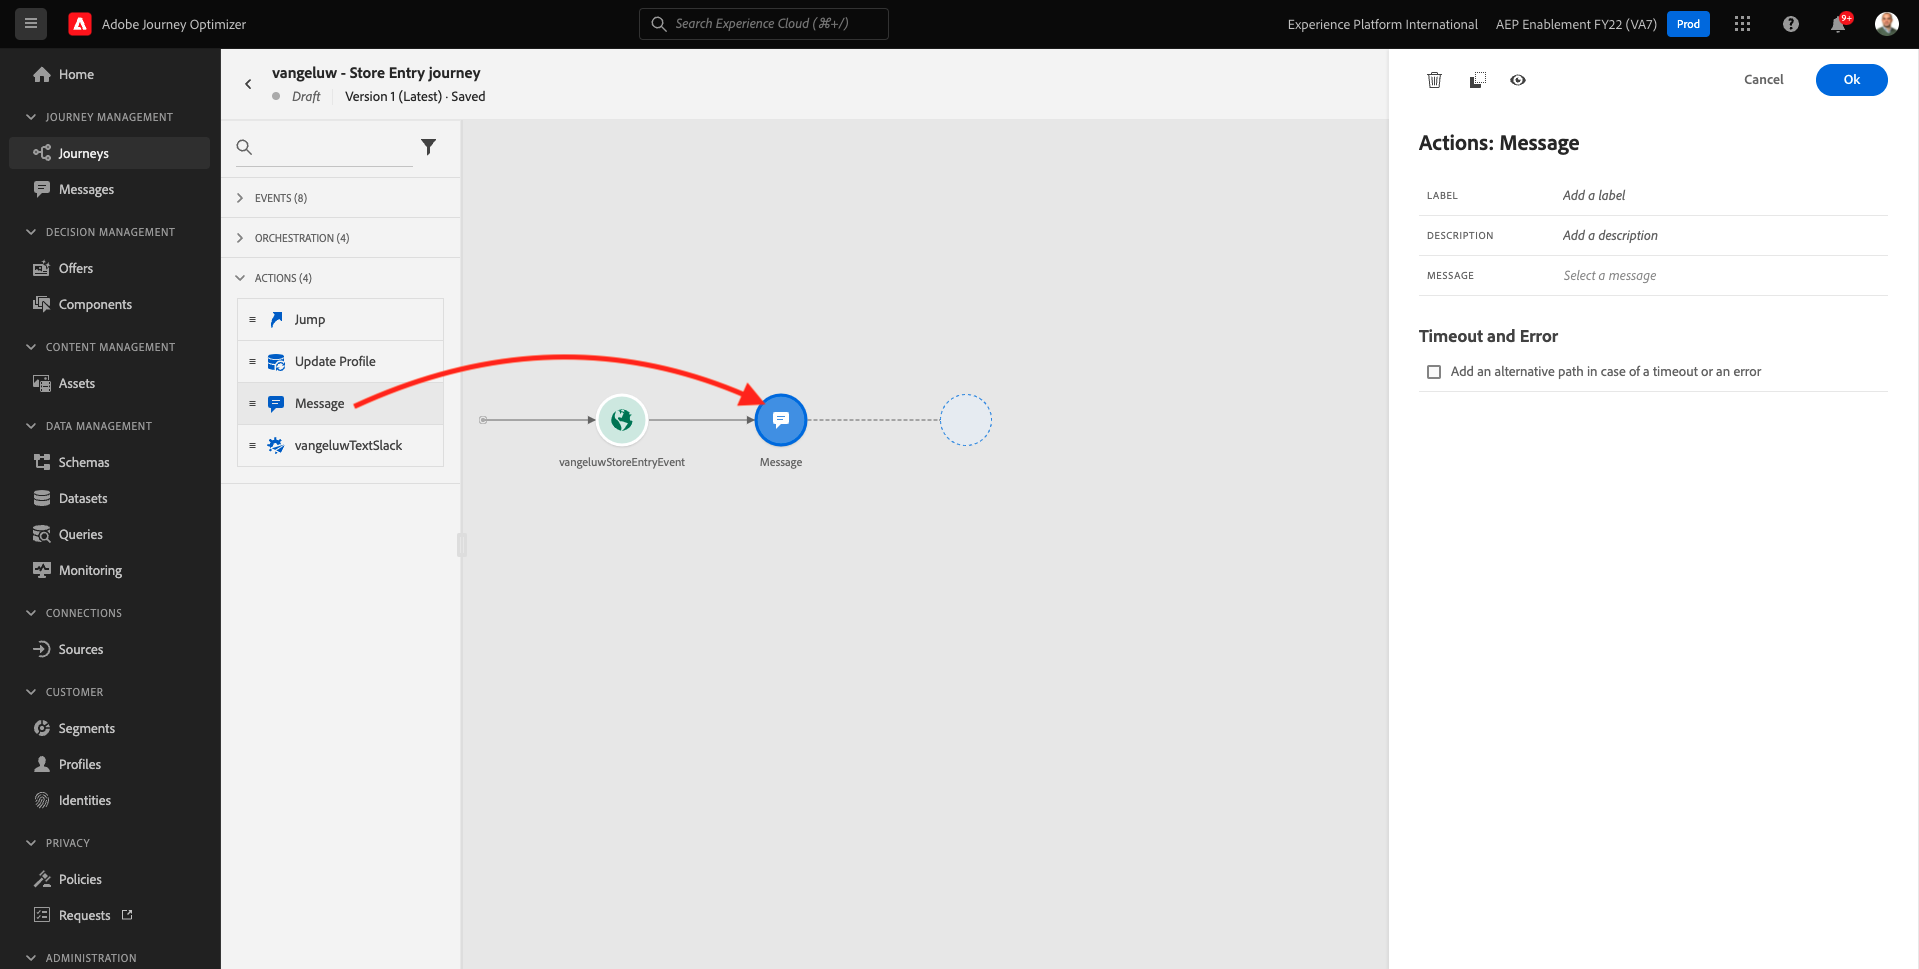 Adobe Journey Optimizer
Search Experience Cloud (⌘+/)
Experience Platform International
AEP Enablement FY22 (VA7)
Prod
9+
Home
JOURNEY MANAGEMENT
Journeys
Messages
DECISION MANAGEMENT
Offers
Components
CONTENT MANAGEMENT
Assets
DATA MANAGEMENT
Schemas
Datasets
Queries
Monitoring
CONNECTIONS
Sources
CUSTOMER
Segments
Profiles
Identities
PRIVACY
Policies
Requests
ADMINISTRATION
vangeluw - Store Entry journey
Draft
Version 1 (Latest) · Saved
EVENTS (8)
ORCHESTRATION (4)
ACTIONS (4)
Jump
Update Profile
Message
vangeluwTextSlack
vangeluwStoreEntryEvent
Message
Cancel
Ok
Actions: Message
LABEL
Add a label
DESCRIPTION
Add a description
MESSAGE
Select a message
Timeout and Error
Add an alternative path in case of a timeout or an error